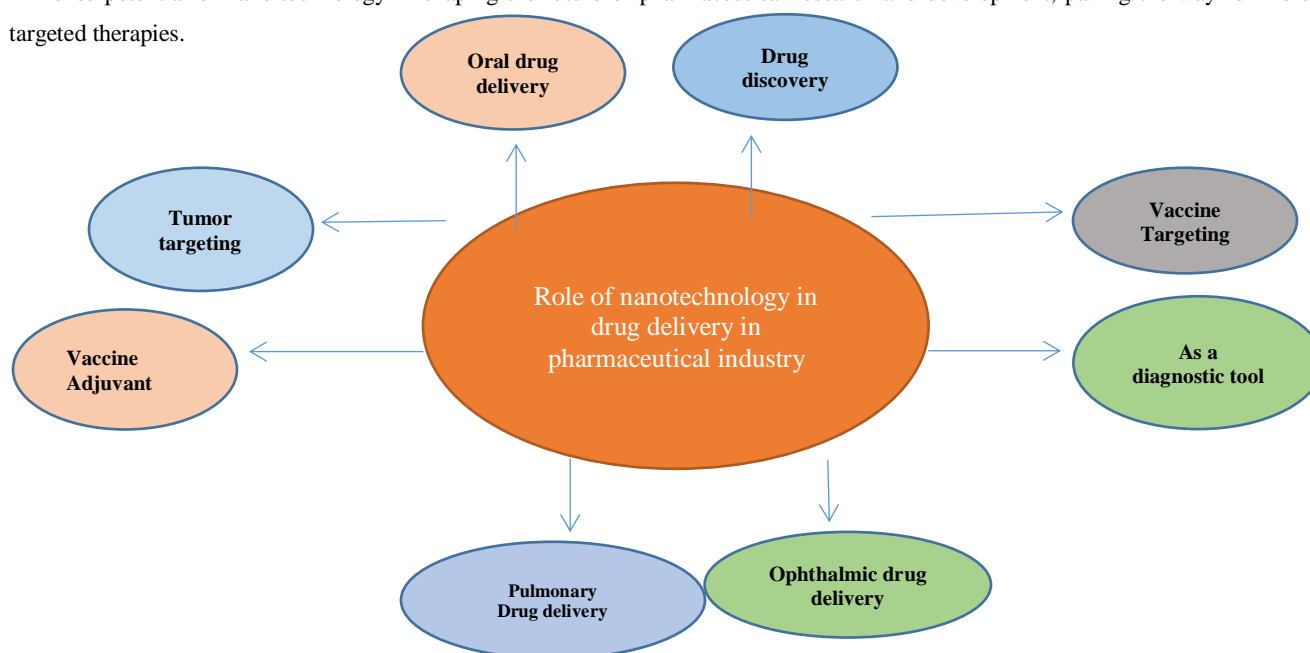 targeted therapies.
Oral drug
delivery
Drug
discovery
Tumor
targeting
Vaccine
Targeting
Role of nanotechnology in
drug delivery in
pharmaceutical industry
Vaccine
Adjuvant
As a
diagnostic tool
Pulmonary
Drug delivery
Ophthalmic drug
delivery